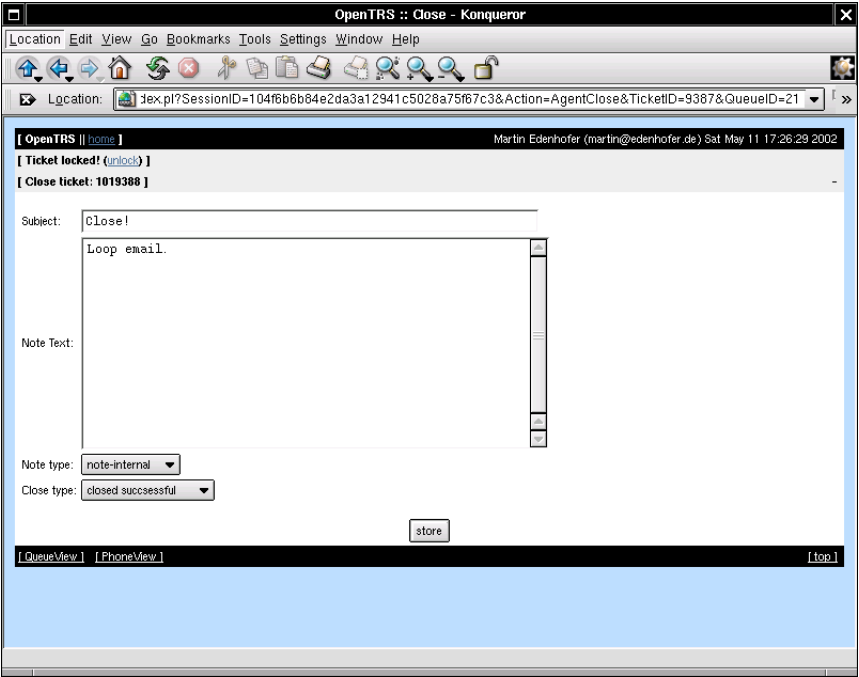 OpenTRS :: Close - Konqueror
Location Edit View Go Bookmarks Tools Settings Window Help
Location: dex.pl?SessionID=104f6b6b84e2da3a12941c5028a75f67c3&Action=AgentClose&TicketID=9387&QueueID=21 »
[ OpenTRS || home ] Martin Edenhofer (martin@edenhofer.de) Sat May 11 17:26:29 2002
[ Ticket locked! (unlock) ]
[ Close ticket: 1019388 ] -
Subject: Close!
Loop email.
Note Text:
Note type: note-internal
Close type: closed succsessful
store
[ QueueView ] [ PhoneView ] [ top ]